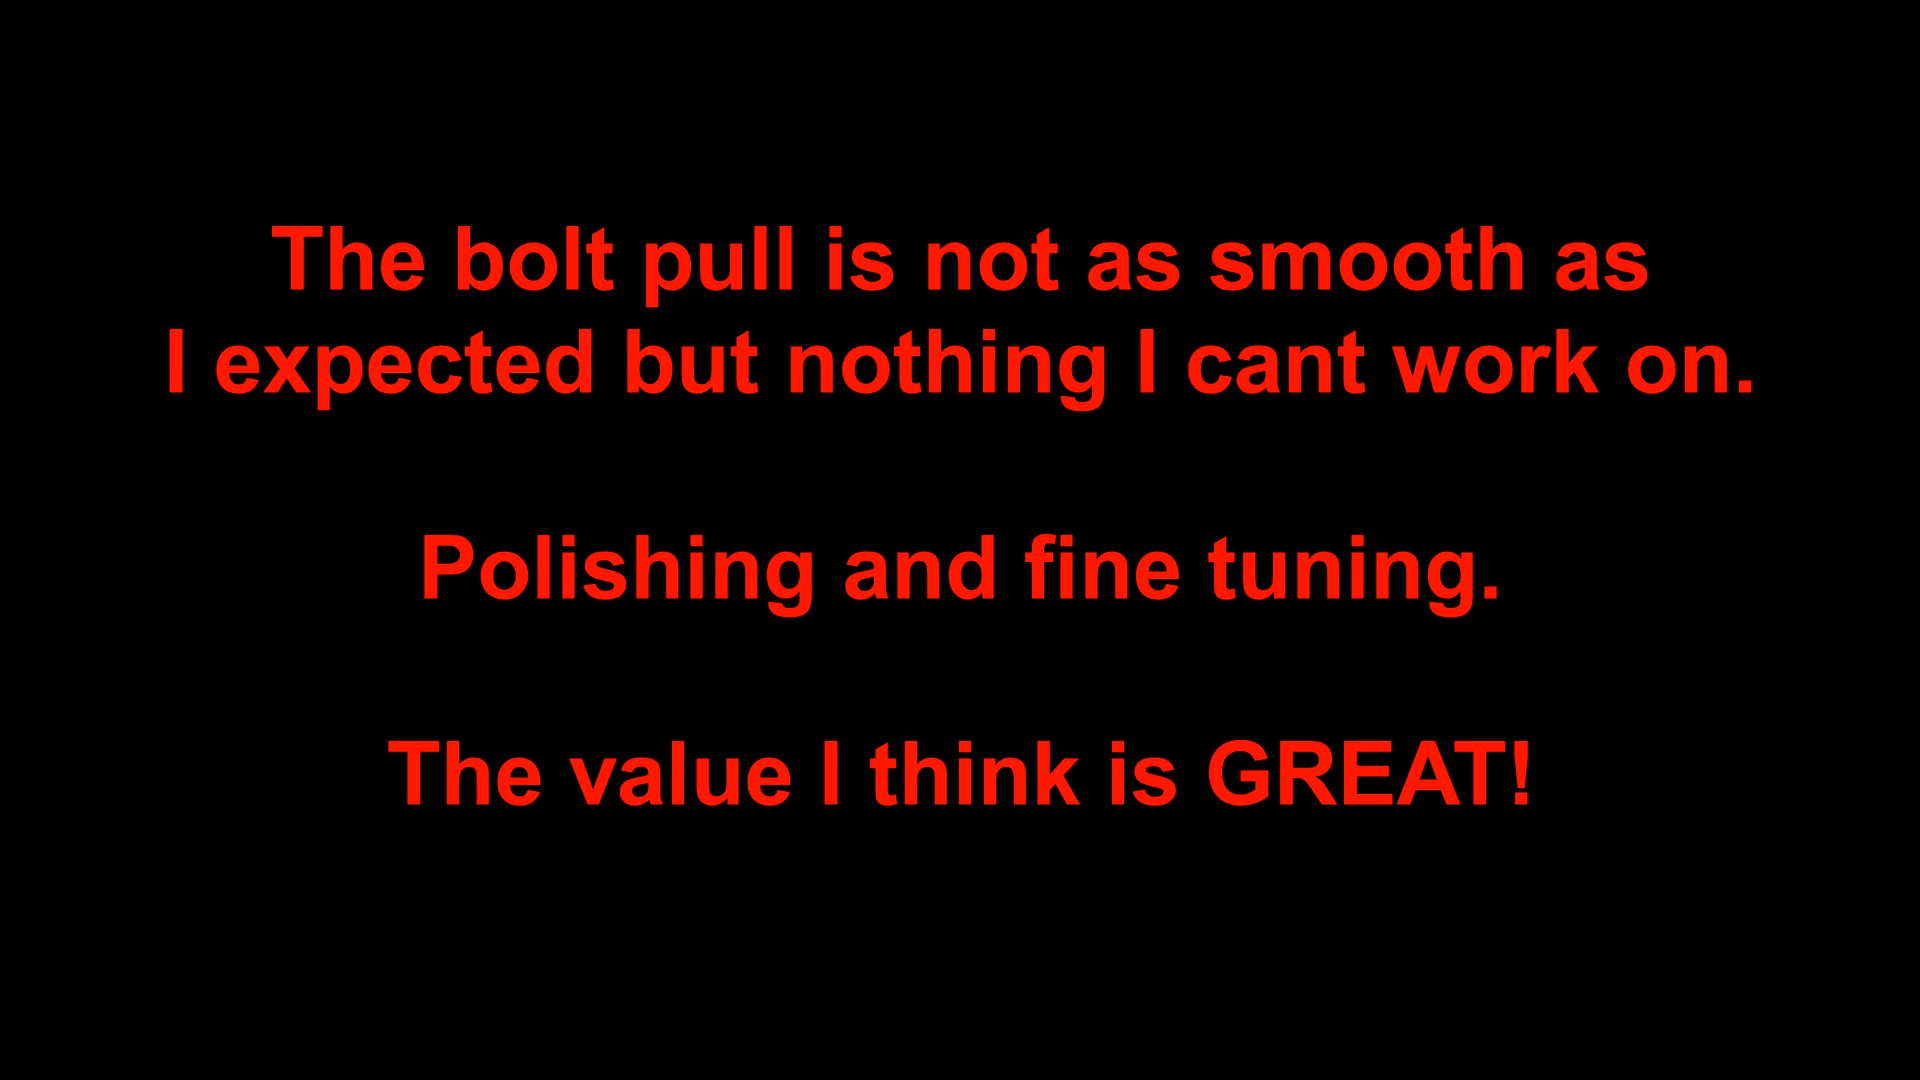 The bolt pull is not as smooth as
I expected but nothing I cant work on.
Polishing and fine tuning.
The value I think is GREAT!